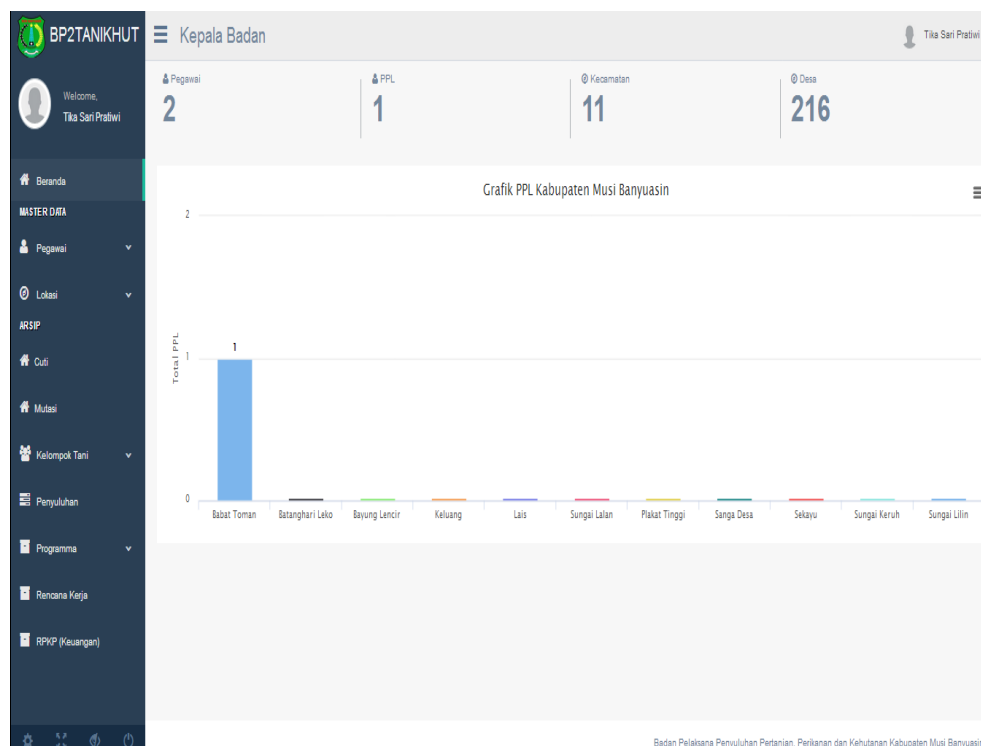 BP2TANIKHUT
Kepala Badan
Tika Sari Pratiwi
Welcome,
Tika Sari Pratiwi
Pegawai
2
PPL
1
Kecamatan
11
Desa
216
Beranda
MASTER DATA
Pegawai
Lokasi
ARSIP
Cuti
Mutasi
Kelompok Tani
Penyuluhan
Programma
Rencana Kerja
RPKP (Keuangan)
Grafik PPL Kabupaten Musi Banyuasin
2
1
0
Total PPL
1
Babat Toman
Batanghari Leko
Bayung Lencir
Keluang
Lais
Sungai Lalan
Plakat Tinggi
Sanga Desa
Sekayu
Sungai Keruh
Sungai Lilin
Badan Pelaksana Penyuluhan Pertanian, Perikanan dan Kehutanan Kabupaten Musi Banyuasin